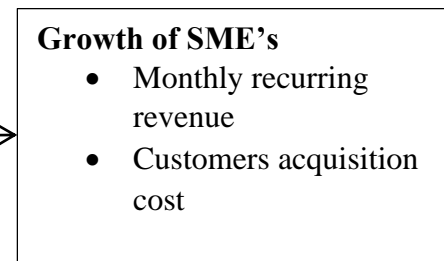 Growth of SME’s
• Monthly recurring
revenue
• Customers acquisition
cost